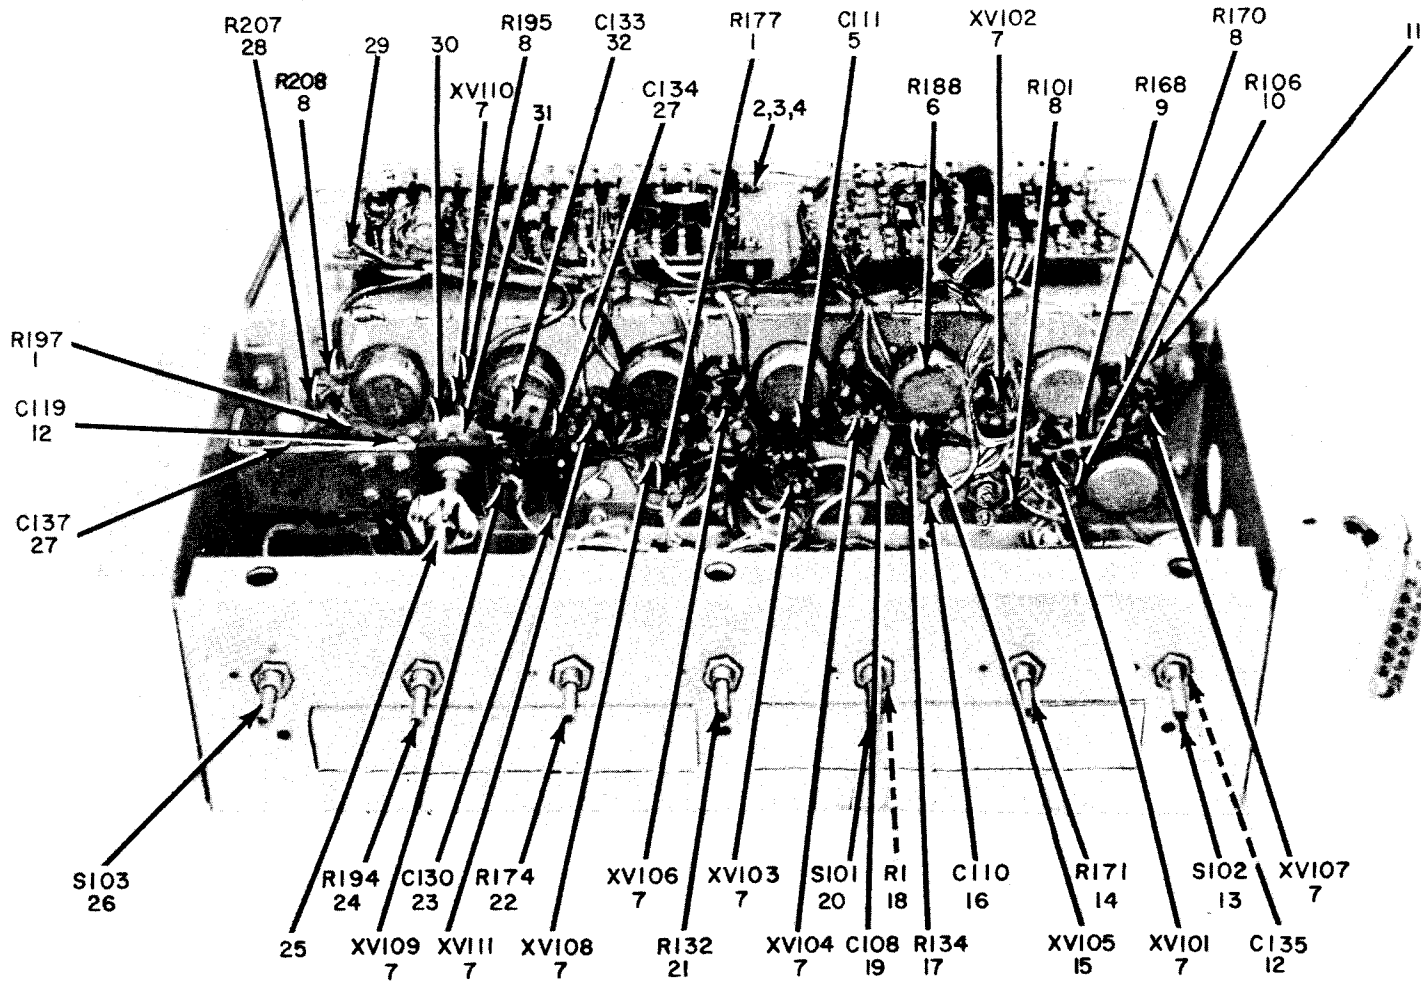 R207
28
R208
8
29
30
XV110
7
R195
8
31
C133
32
C134
27
R177
1
2,3,4
C111
5
R188
6
XV102
7
R101
8
R168
9
R170
8
R106
10
11
R197
1
C119
12
C137
27
S103
26
25
R194
24
XV109
7
C130
23
XV111
7
R174
22
XV108
7
XV106
7
R132
21
XV103
7
XV104
7
S101
20
C108
19
R1
18
R134
17
C110
16
XV105
15
R171
14
XV101
7
S102
13
C135
12
XV107
7